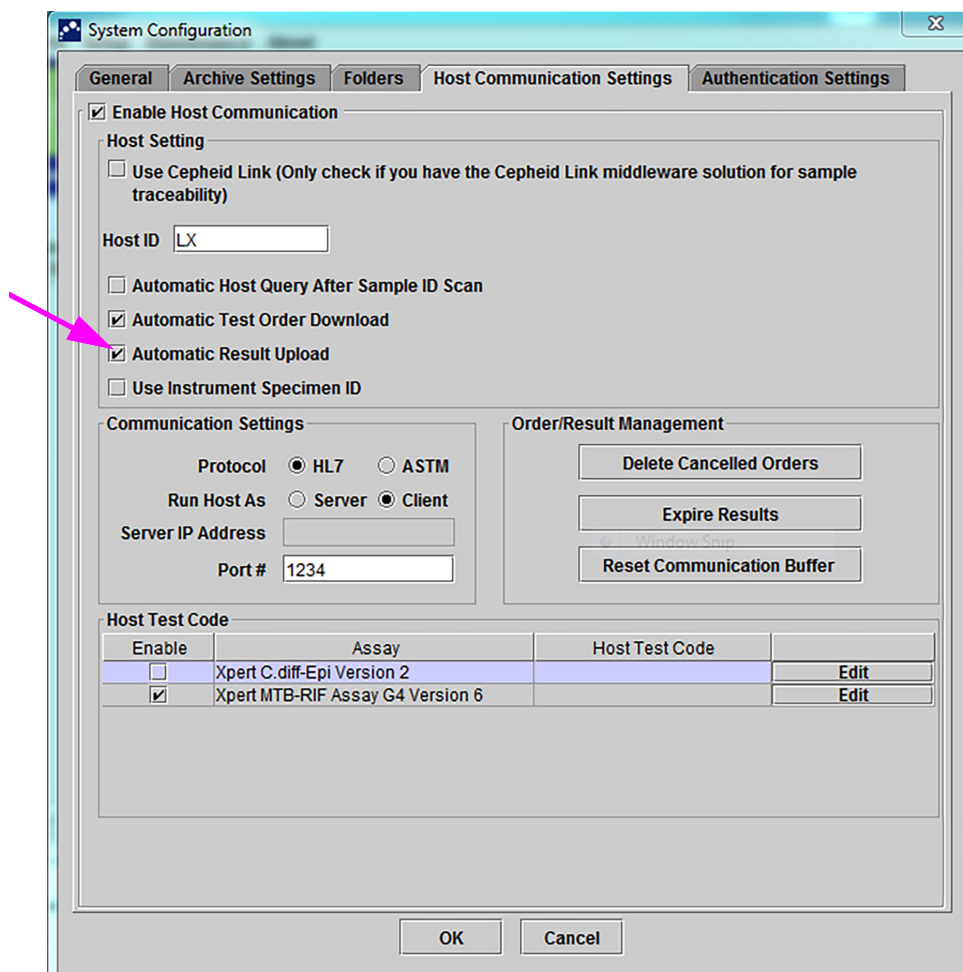 System Configuration
General Archive Settings Folders Host Communication Settings Authentication Settings
Enable Host Communication
Host Setting
Use Cepheid Link (Only check if you have the Cepheid Link middleware solution for sample
traceability)
Host ID LX
Automatic Host Query After Sample ID Scan
Automatic Test Order Download
Automatic Result Upload
Use Instrument Specimen ID
Communication Settings
Protocol HL7 ASTM
Run Host As Server Client
Server IP Address
Port # 1234
Order/Result Management
Delete Cancelled Orders
Expire Results
Window Snip
Reset Communication Buffer
Host Test Code
Enable Assay Host Test Code
Xpert C.diff-Epi Version 2 Edit
Xpert MTB-RIF Assay G4 Version 6 Edit
OK Cancel